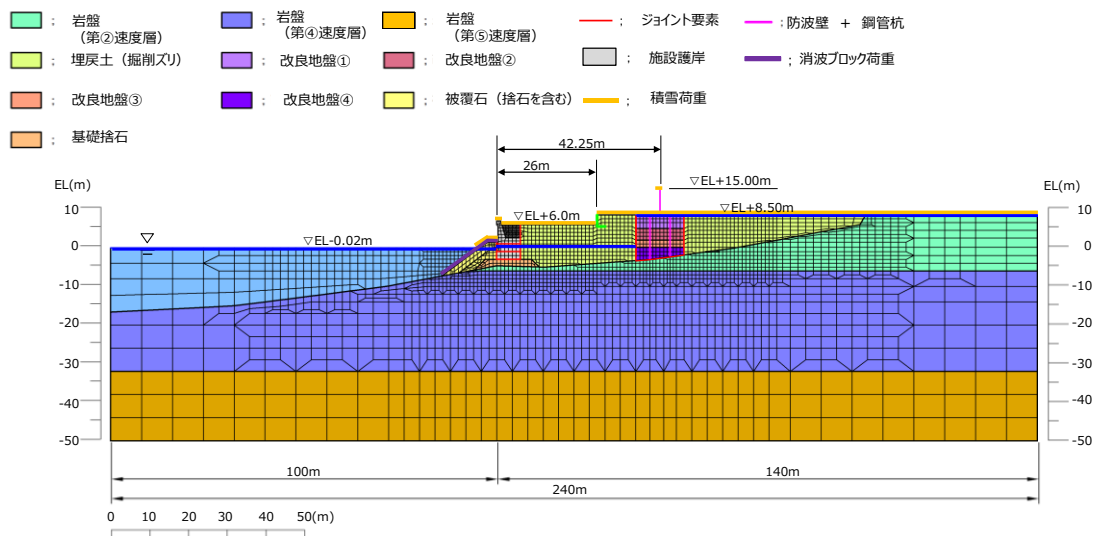 ; 岩盤
(第②速度層)
; 岩盤
(第④速度層)
; 岩盤
(第⑤速度層)
; ジョイント要素
; 防波壁 + 鋼管杭
; 埋戻土（掘削ズリ）
; 改良地盤①
; 改良地盤②
; 施設護岸
; 消波ブロック荷重
; 改良地盤③
; 改良地盤④
; 被覆石（捨石を含む）
; 積雪荷重
; 基礎捨石
42.25m
26m
EL(m)
▽EL+15.00m
EL(m)
▽EL+6.0m
▽EL+8.50m
▽EL-0.02m
▽
10
0
-10
-20
-30
-40
-50
10
0
-10
-20
-30
-40
-50
100m
140m
240m
0 10 20 30 40 50(m)